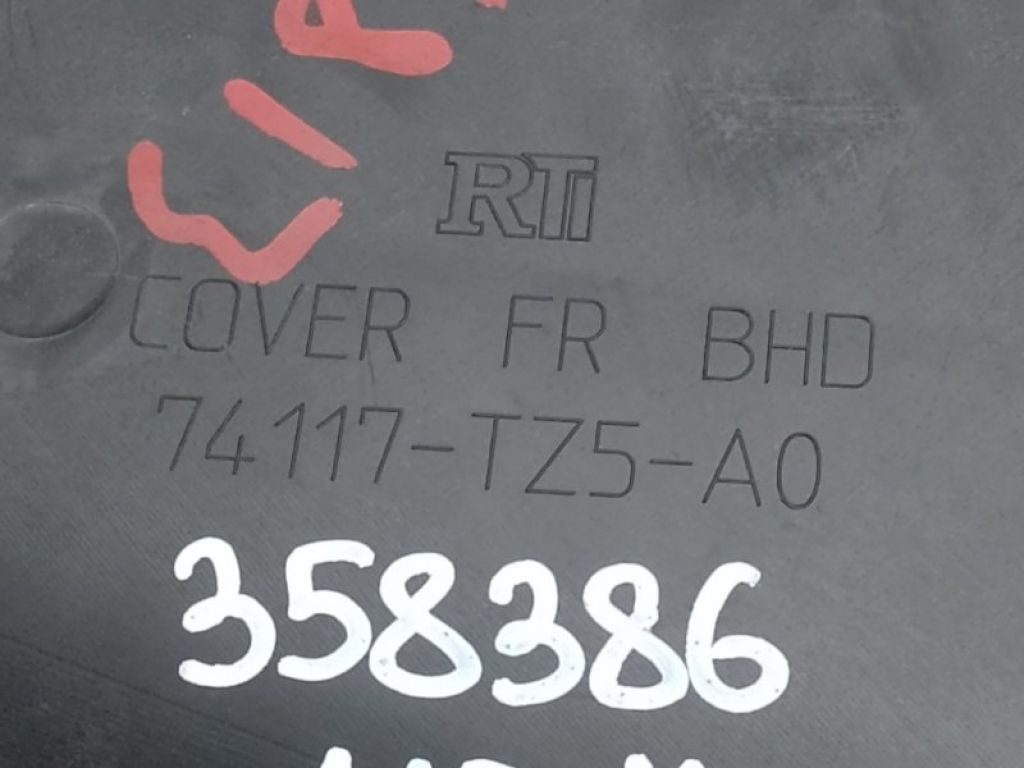 RTi
COVER FR BHD
74117-TZ5-A0
358386